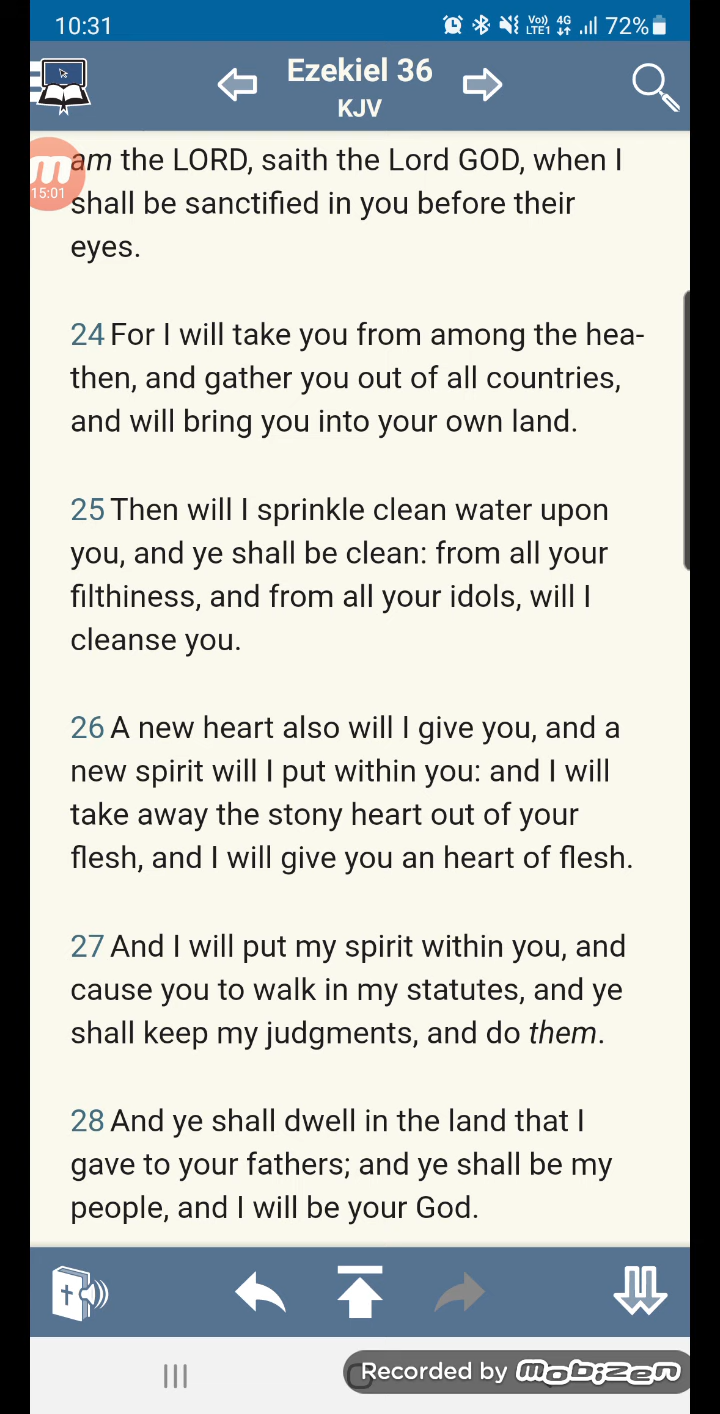 10:31
Vo)) 4G
LTE1
72%
Ezekiel 36
KJV
m
15:01
am the LORD, saith the Lord GOD, when I
shall be sanctified in you before their
eyes.
24 For I will take you from among the hea-
then, and gather you out of all countries,
and will bring you into your own land.
25 Then will I sprinkle clean water upon
you, and ye shall be clean: from all your
filthiness, and from all your idols, will I
cleanse you.
26 A new heart also will I give you, and a
new spirit will I put within you: and I will
take away the stony heart out of your
flesh, and I will give you an heart of flesh.
27 And I will put my spirit within you, and
cause you to walk in my statutes, and ye
shall keep my judgments, and do them.
28 And ye shall dwell in the land that I
gave to your fathers; and ye shall be my
people, and I will be your God.
Recorded by mobizen